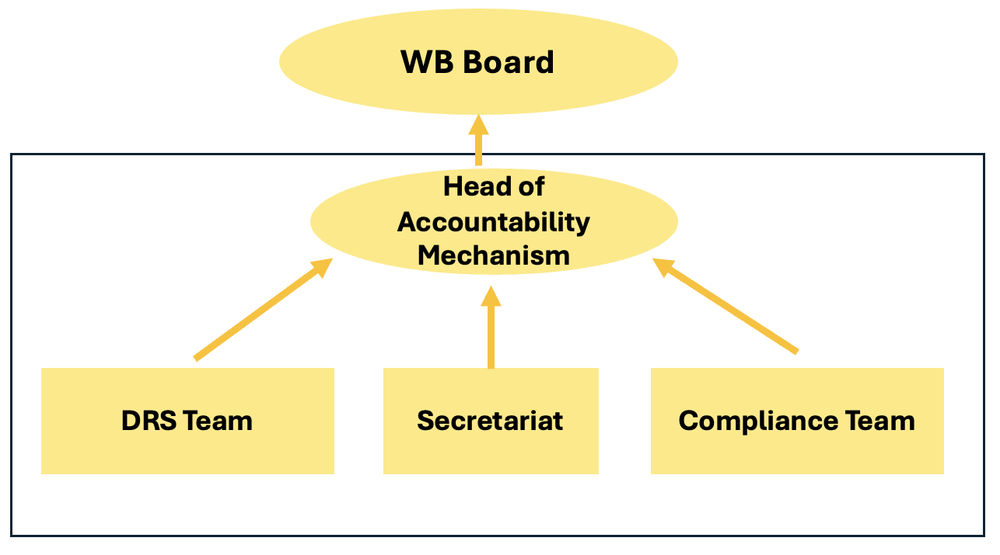 WB Board
Head of
Accountability
Mechanism
DRS Team
Secretariat
Compliance Team